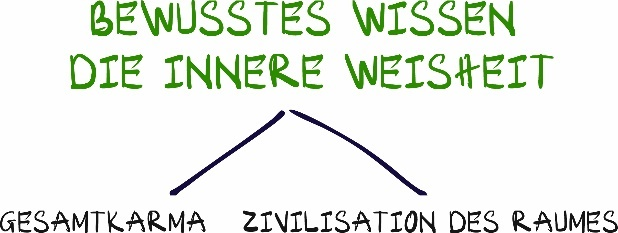 BEWUSSTES WISSEN
DIE INNERE WEISHEIT
GESAMTKARMA ZIVILISATION DES RAUMES